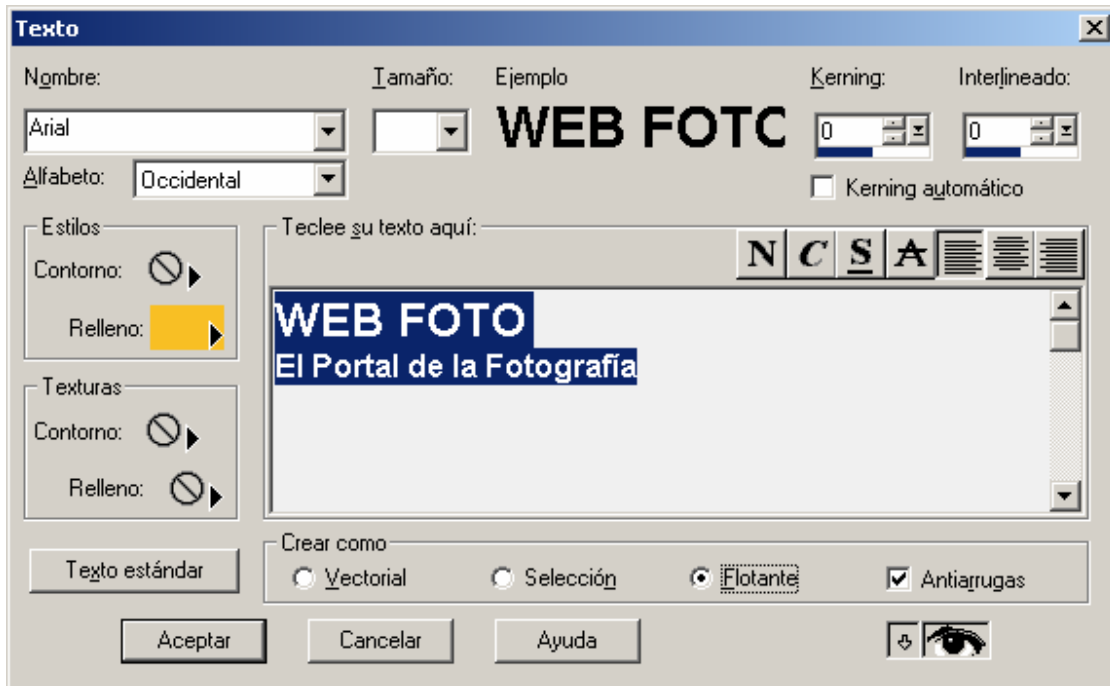 Texto
Nombre: Tamaño: Ejemplo Kerning: Interlineado:
Arial WEB FOTO 0 0
Alfabeto: Occidental Kerning automático
Estilos
Contorno:
Relleno:
Texturas
Contorno:
Relleno:
Texto estándar
Teclee su texto aquí: N C S A
WEB FOTO
El Portal de la Fotografía
Crear como
Vectorial Selección Flotante Antiarrugas
Aceptar Cancelar Ayuda